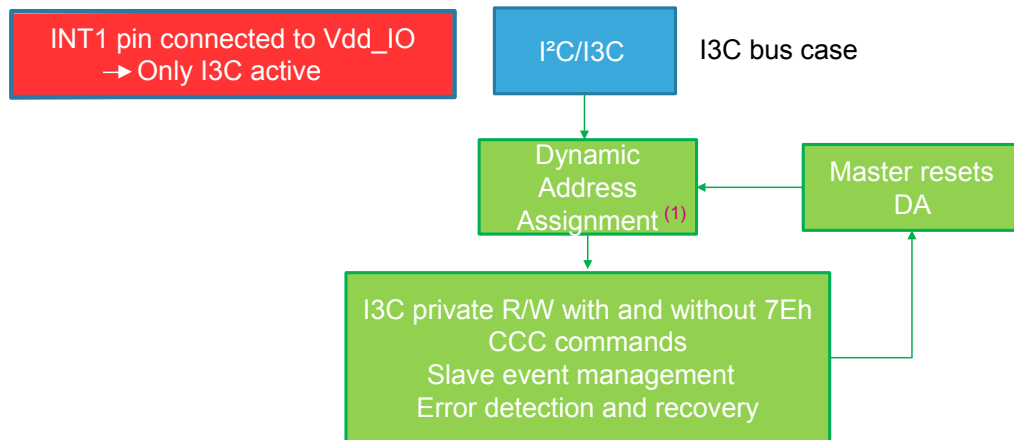 INT1 pin connected to Vdd_IO
→ Only I3C active
I²C/I3C
I3C bus case
Dynamic
Address
Assignment (1)
Master resets
DA
I3C private R/W with and without 7Eh
CCC commands
Slave event management
Error detection and recovery